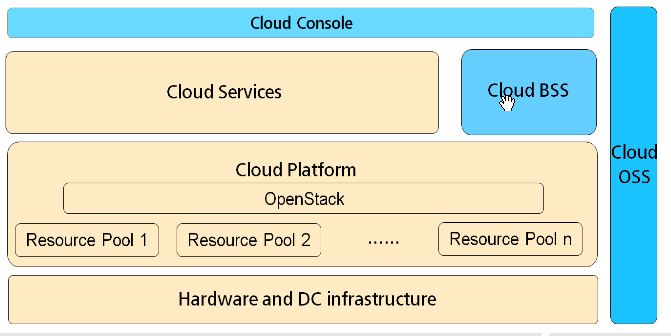 Cloud Console
Cloud Services
Cloud BSS
Cloud
OSS
Cloud Platform
OpenStack
Resource Pool 1
Resource Pool 2
......
Resource Pool n
Hardware and DC infrastructure